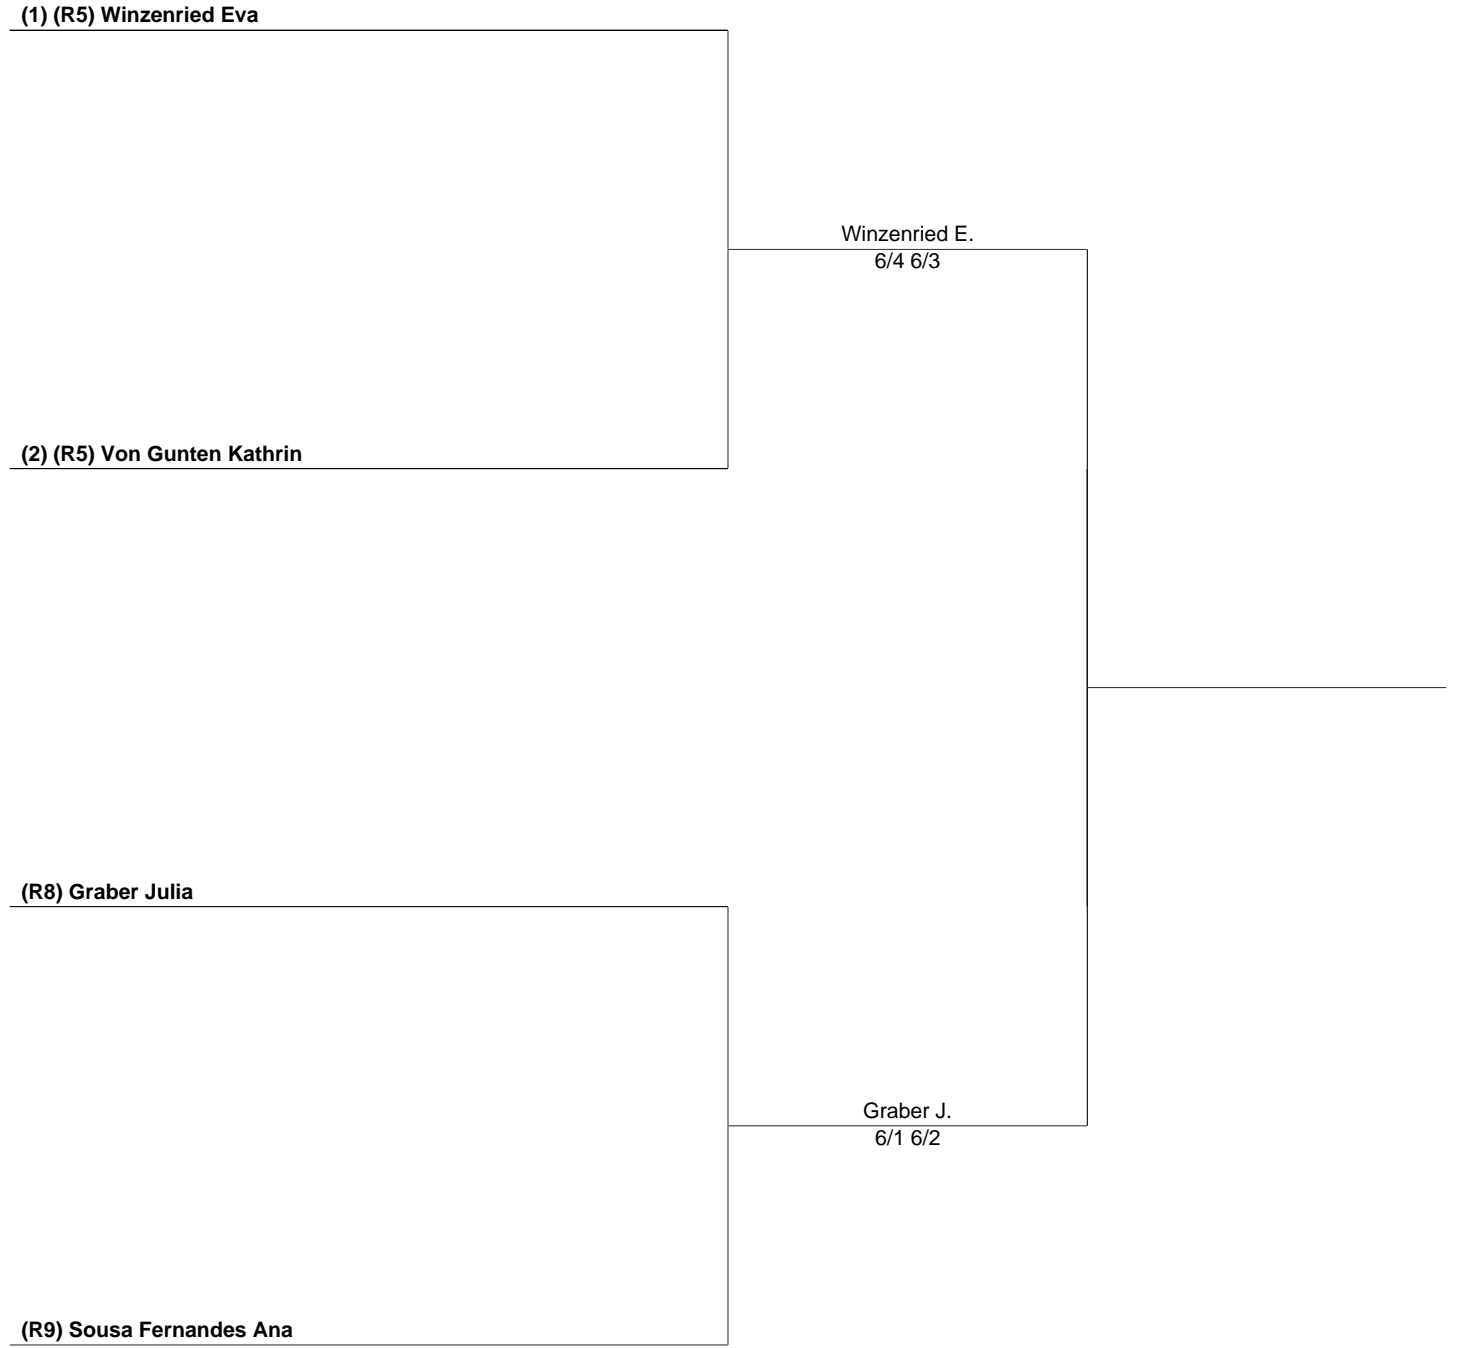 (1) (R5) Winzenried Eva
Winzenried E.
6/4 6/3
(2) (R5) Von Gunten Kathrin
(R8) Graber Julia
Graber J.
6/1 6/2
(R9) Sousa Fernandes Ana